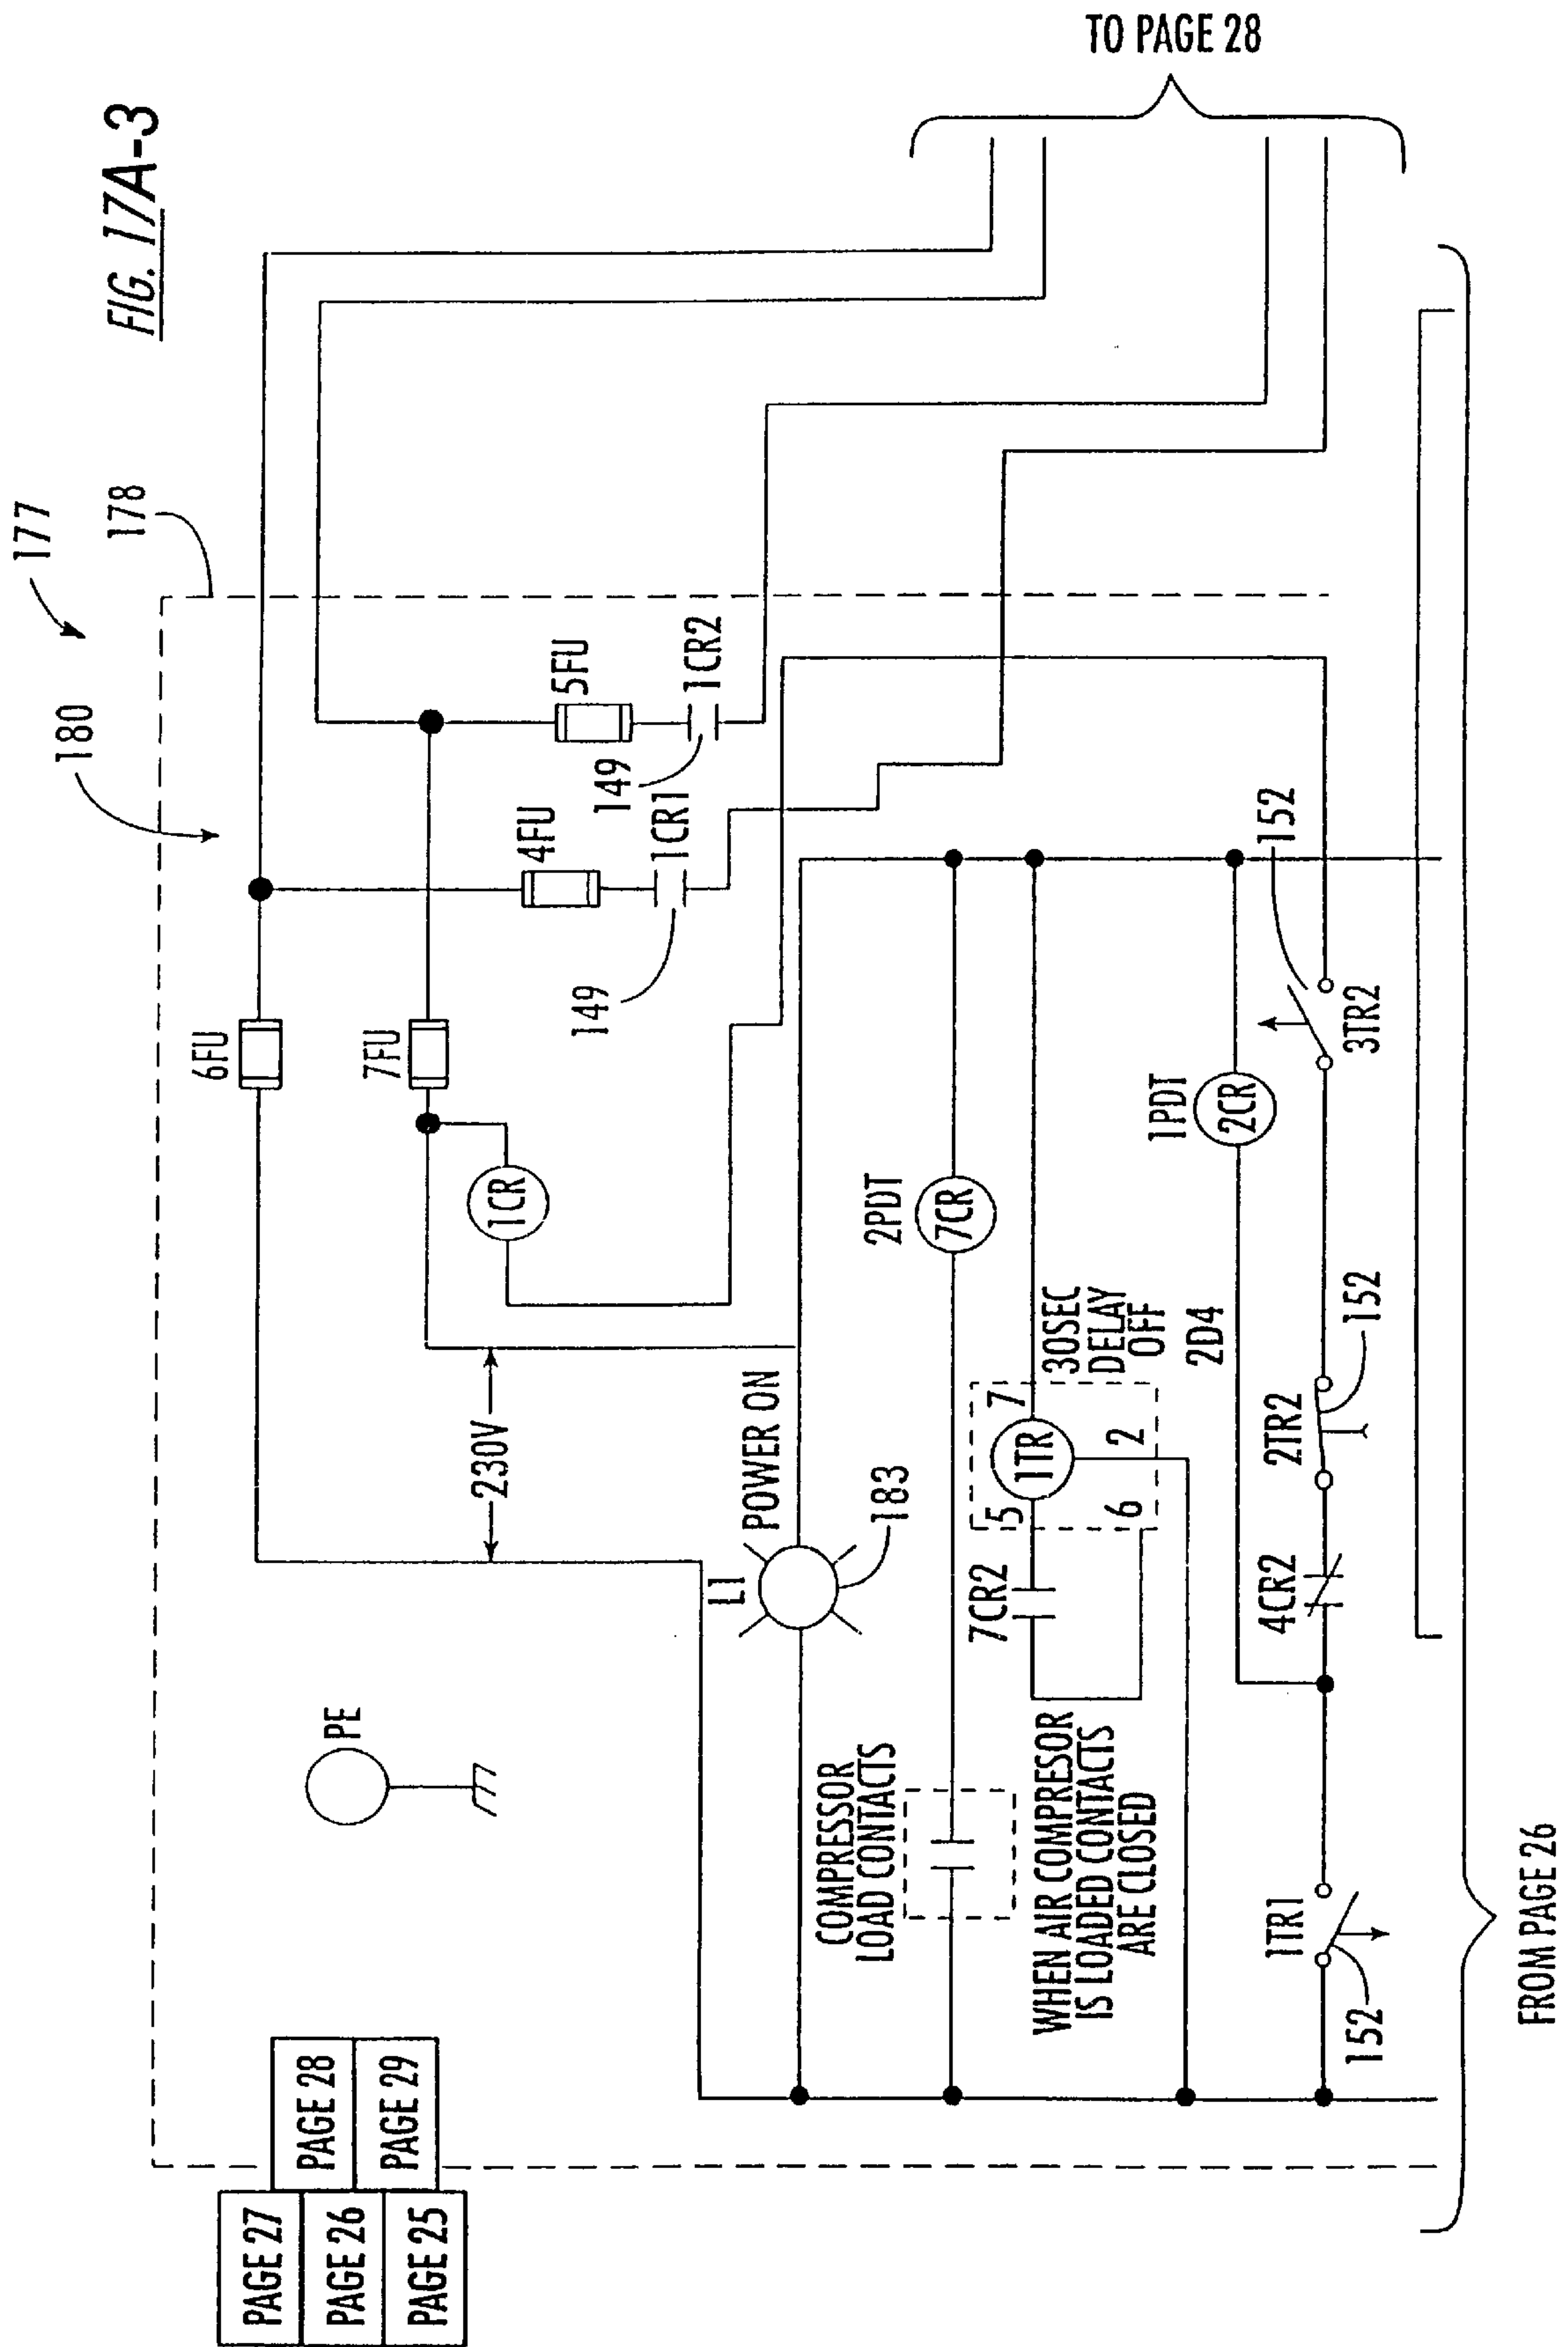 FIG. 17A-3
177
178
180
TO PAGE 28
PAGE 27
PAGE 28
PAGE 26
PAGE 29
PAGE 25
PE
6FU
7FU
1CR
4FU
5FU
149
1CR1
149
1CR2
230V
L1
POWER ON
183
COMPRESSOR
LOAD CONTACTS
2PDT
7CR
WHEN AIR COMPRESSOR
IS LOADED CONTACTS
ARE CLOSED
7CR2
5
1TR
7
6
2
30SEC
DELAY
OFF
2D4
1PDT
2CR
1TR1
152
4CR2
2TR2
152
3TR2
152
FROM PAGE 26